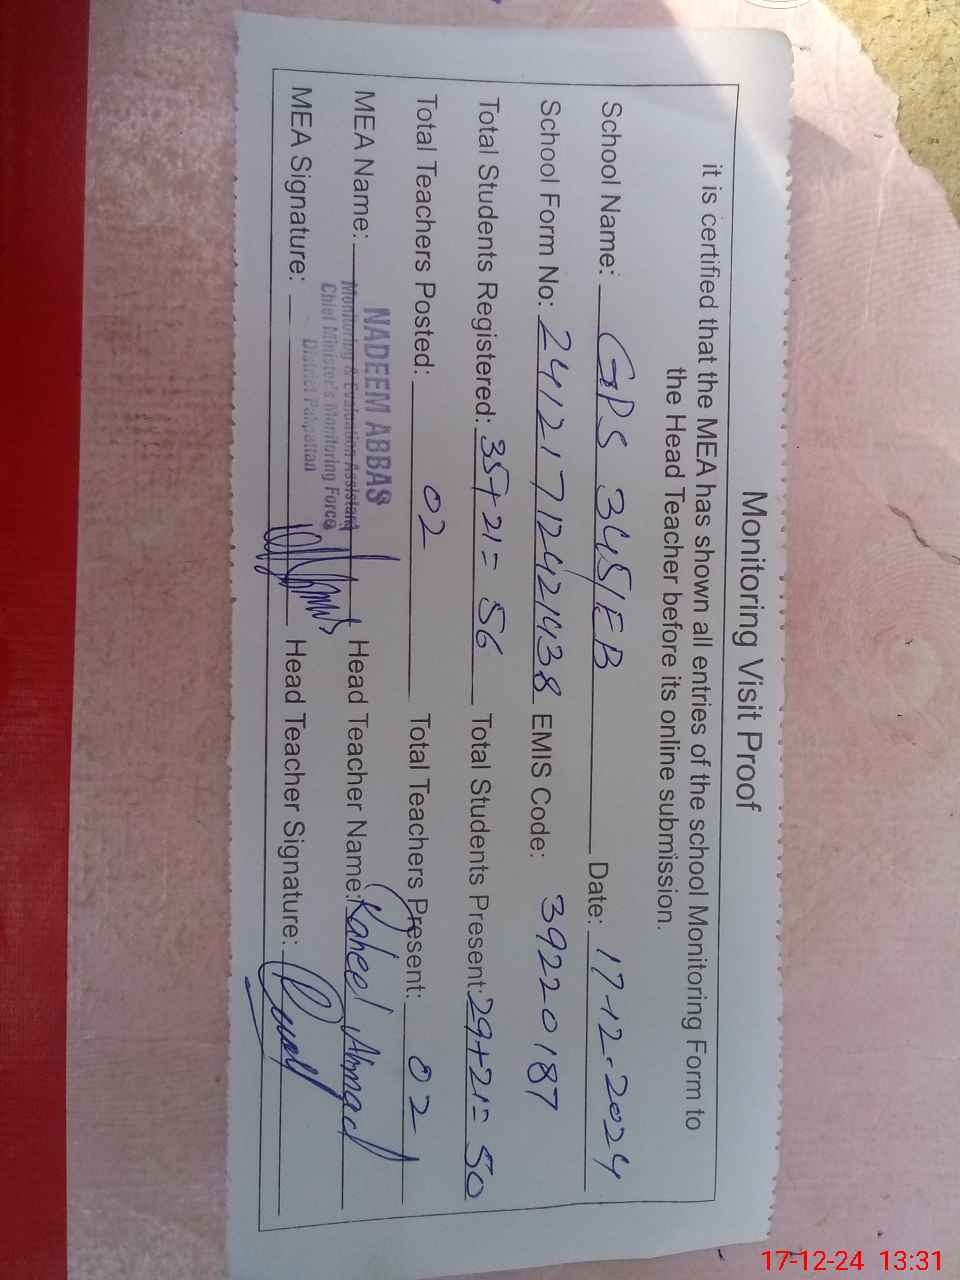 Monitoring Visit Proof
it is certified that the MEA has shown all entries of the school Monitoring Form to
the Head Teacher before its online submission.
School Name: GPS 345/EB Date: 17-12-2024
School Form No: 24121712421438 EMIS Code: 39220187
Total Students Registered: 35+21= 56 Total Students Present: 29+21= 50
Total Teachers Posted: 02 Total Teachers Present: 02
MEA Name: NADEEM ABBAS Head Teacher Name: Raheel Ahmad
Monitoring & Evaluation Assistant
Chief Minister's Monitoring Force
District Pakpattan
MEA Signature: Head Teacher Signature:
17-12-24 13:31